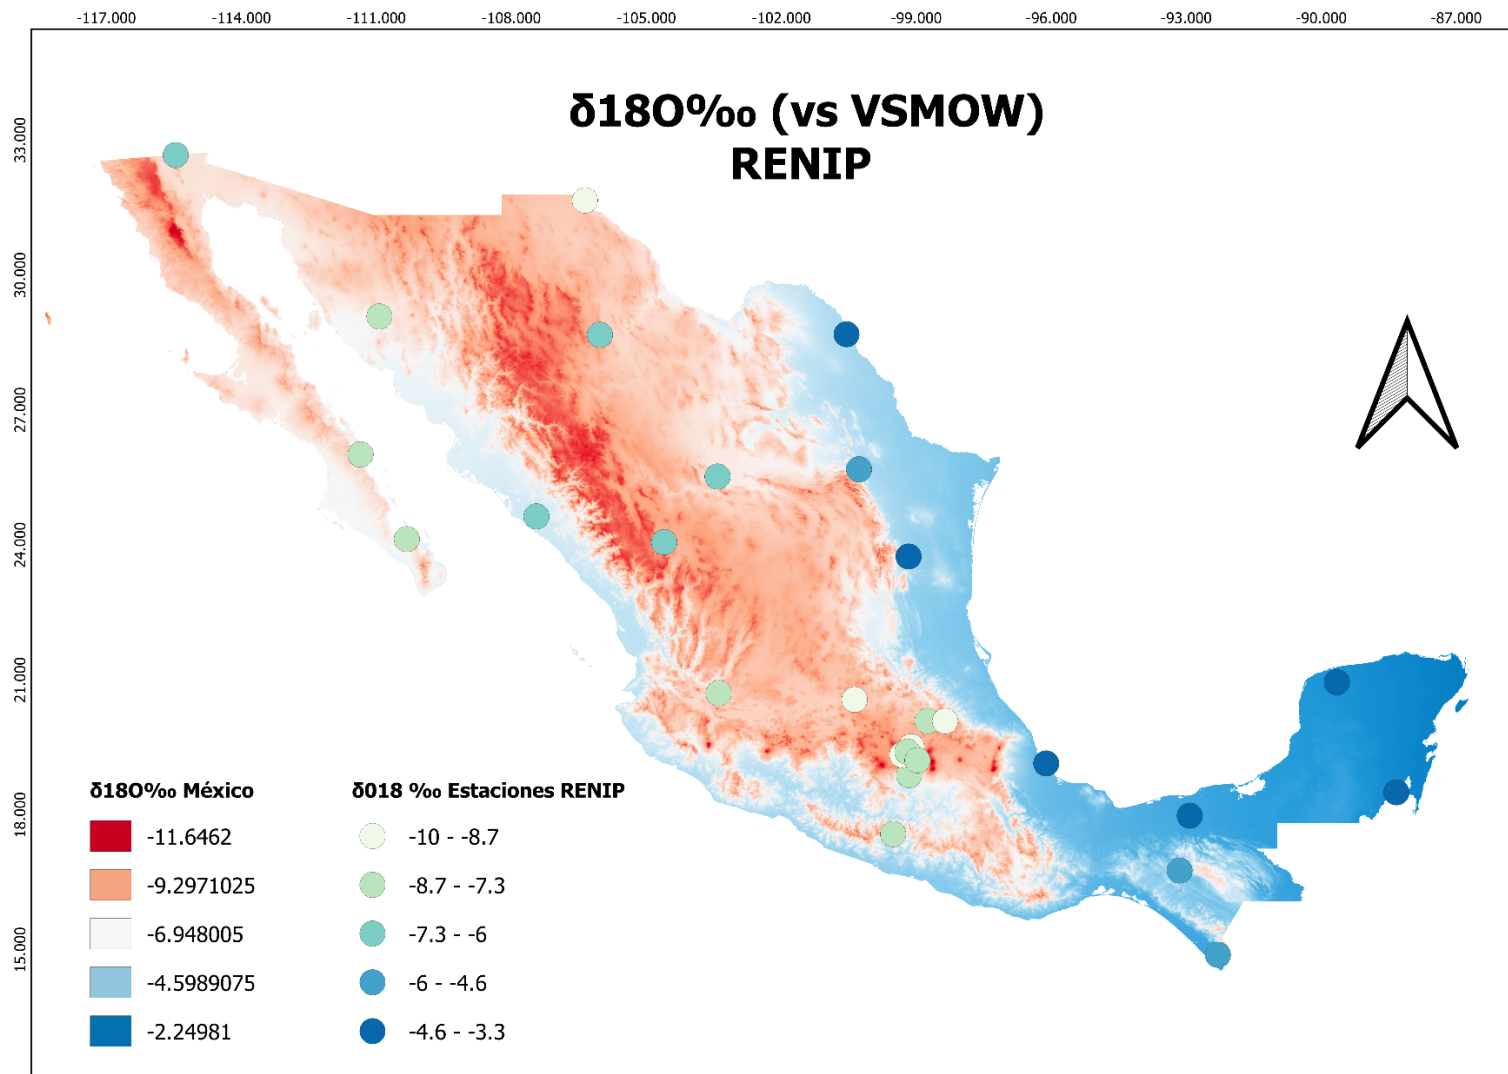 -117.000 -114.000 -111.000 -108.000 -105.000 -102.000 -99.000 -96.000 -93.000 -90.000 -87.000
δ18O‰ (vs VSMOW)
RENIP
33.000
30.000
27.000
24.000
21.000
18.000
15.000
δ18O‰ México
-11.6462
-9.2971025
-6.948005
-4.5989075
-2.24981
δ018 ‰ Estaciones RENIP
-10 - -8.7
-8.7 - -7.3
-7.3 - -6
-6 - -4.6
-4.6 - -3.3